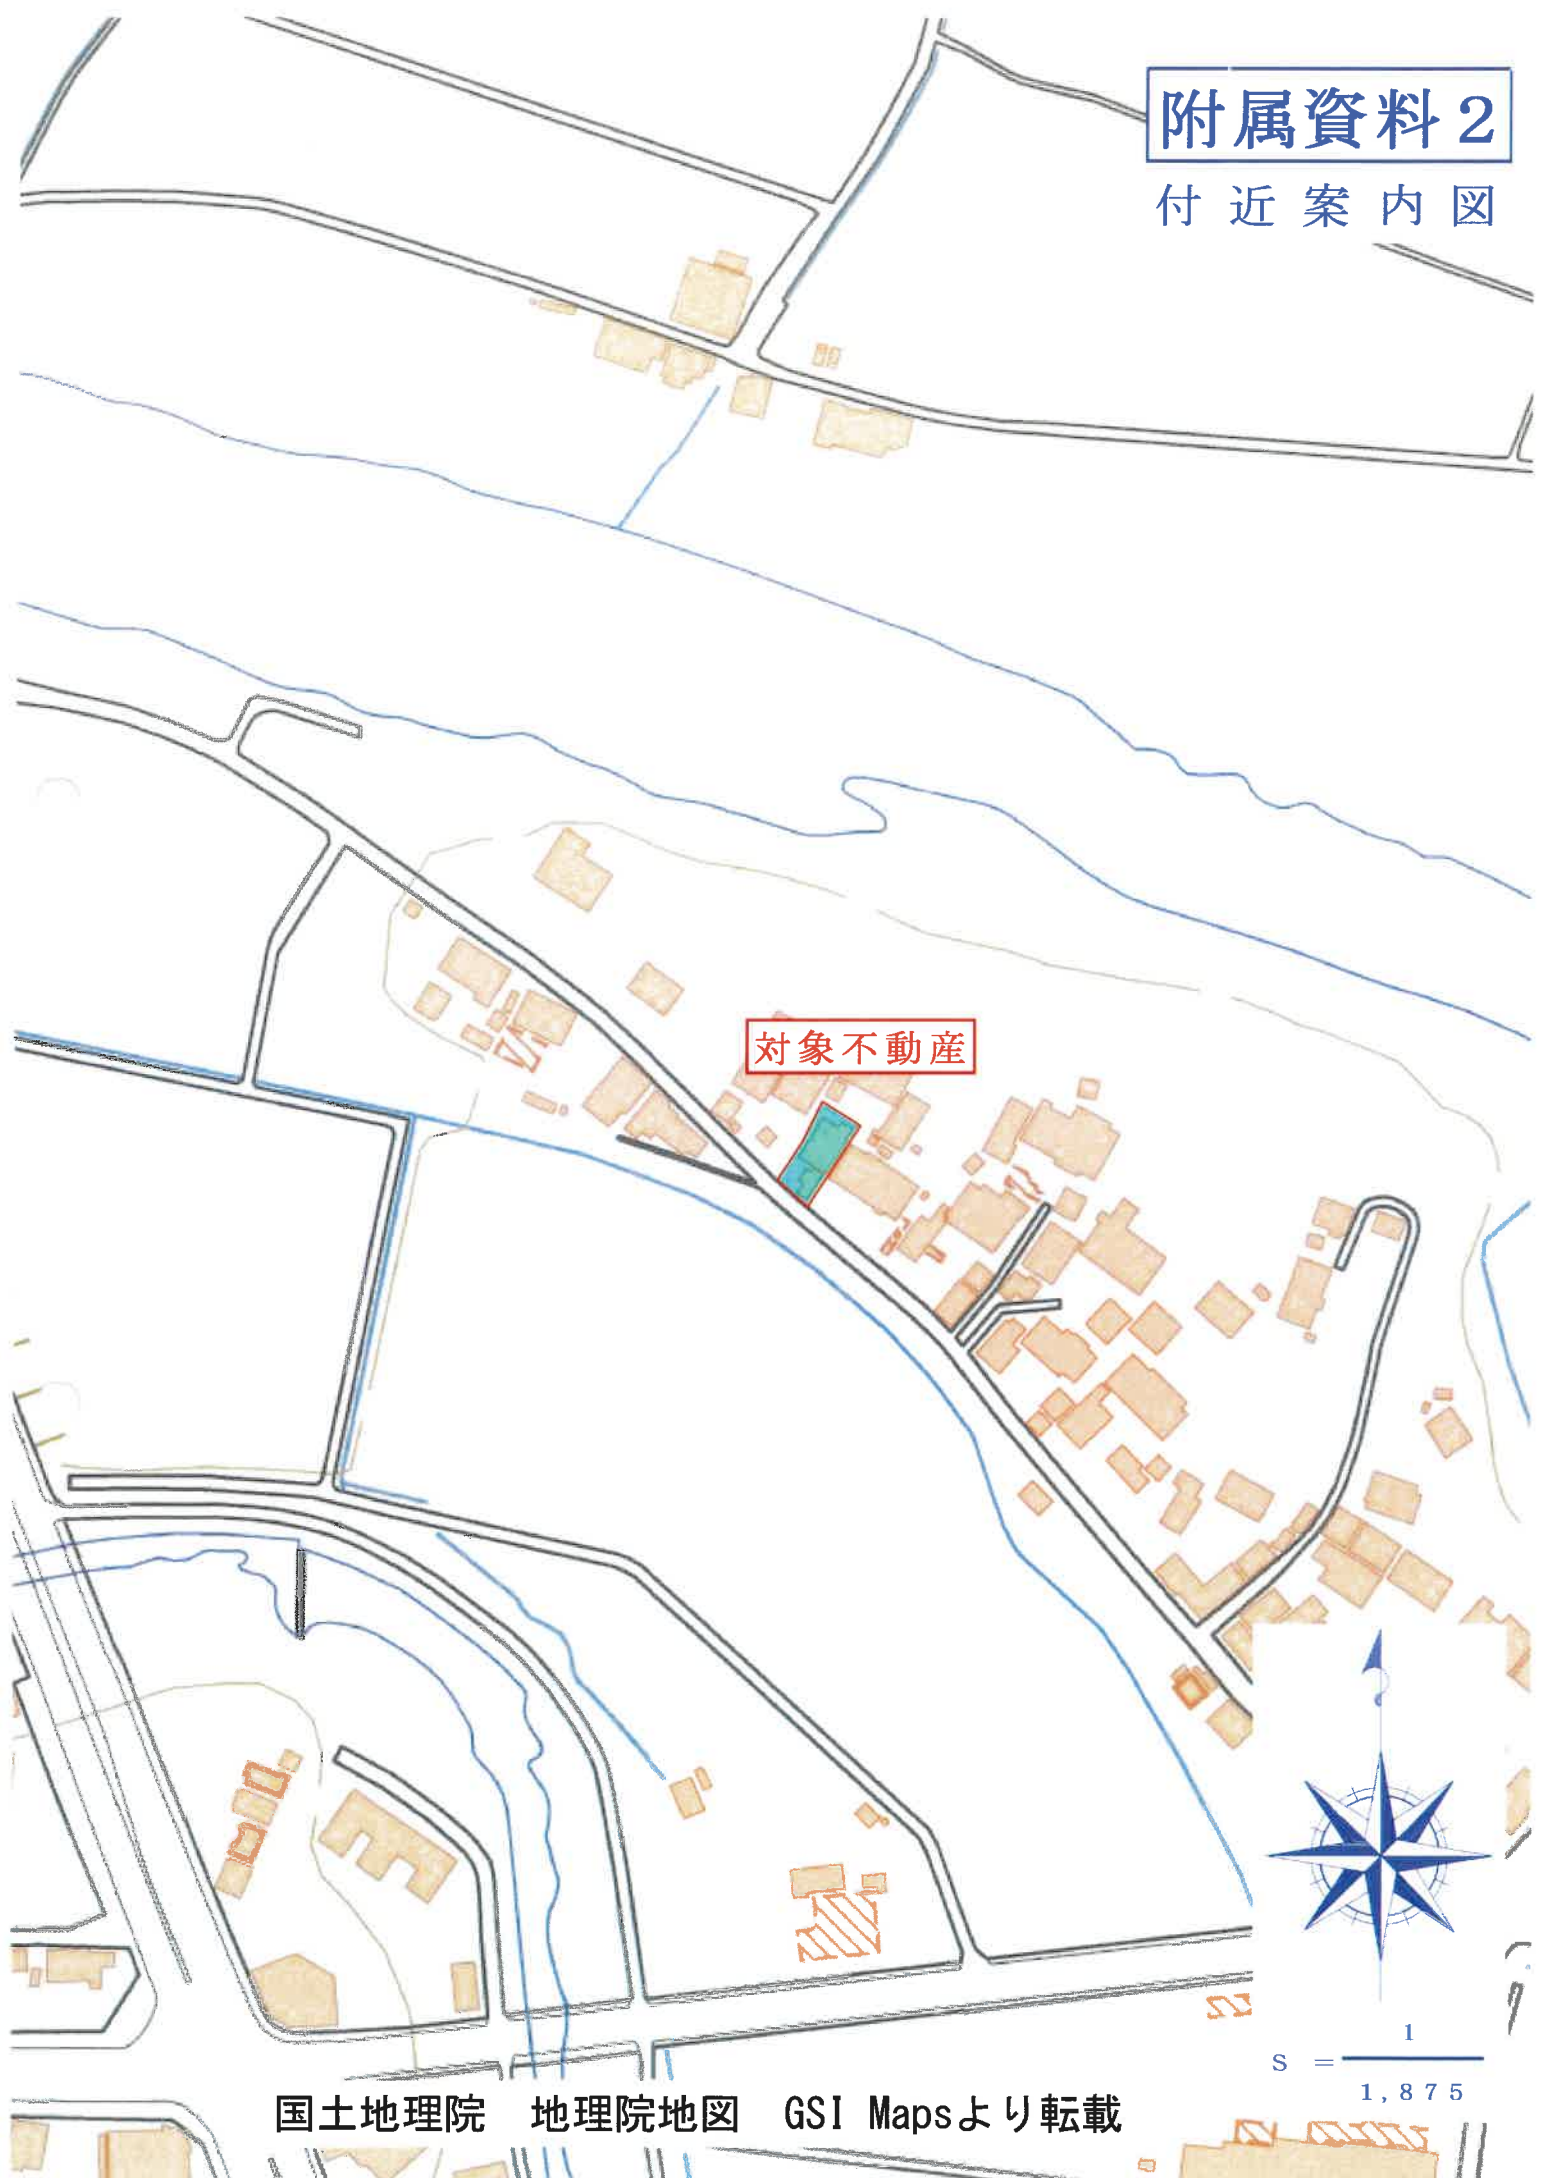 附属資料２
付近案内図
対象不動産
S = 1/1,875
国土地理院　地理院地図　GSI Mapsより転載